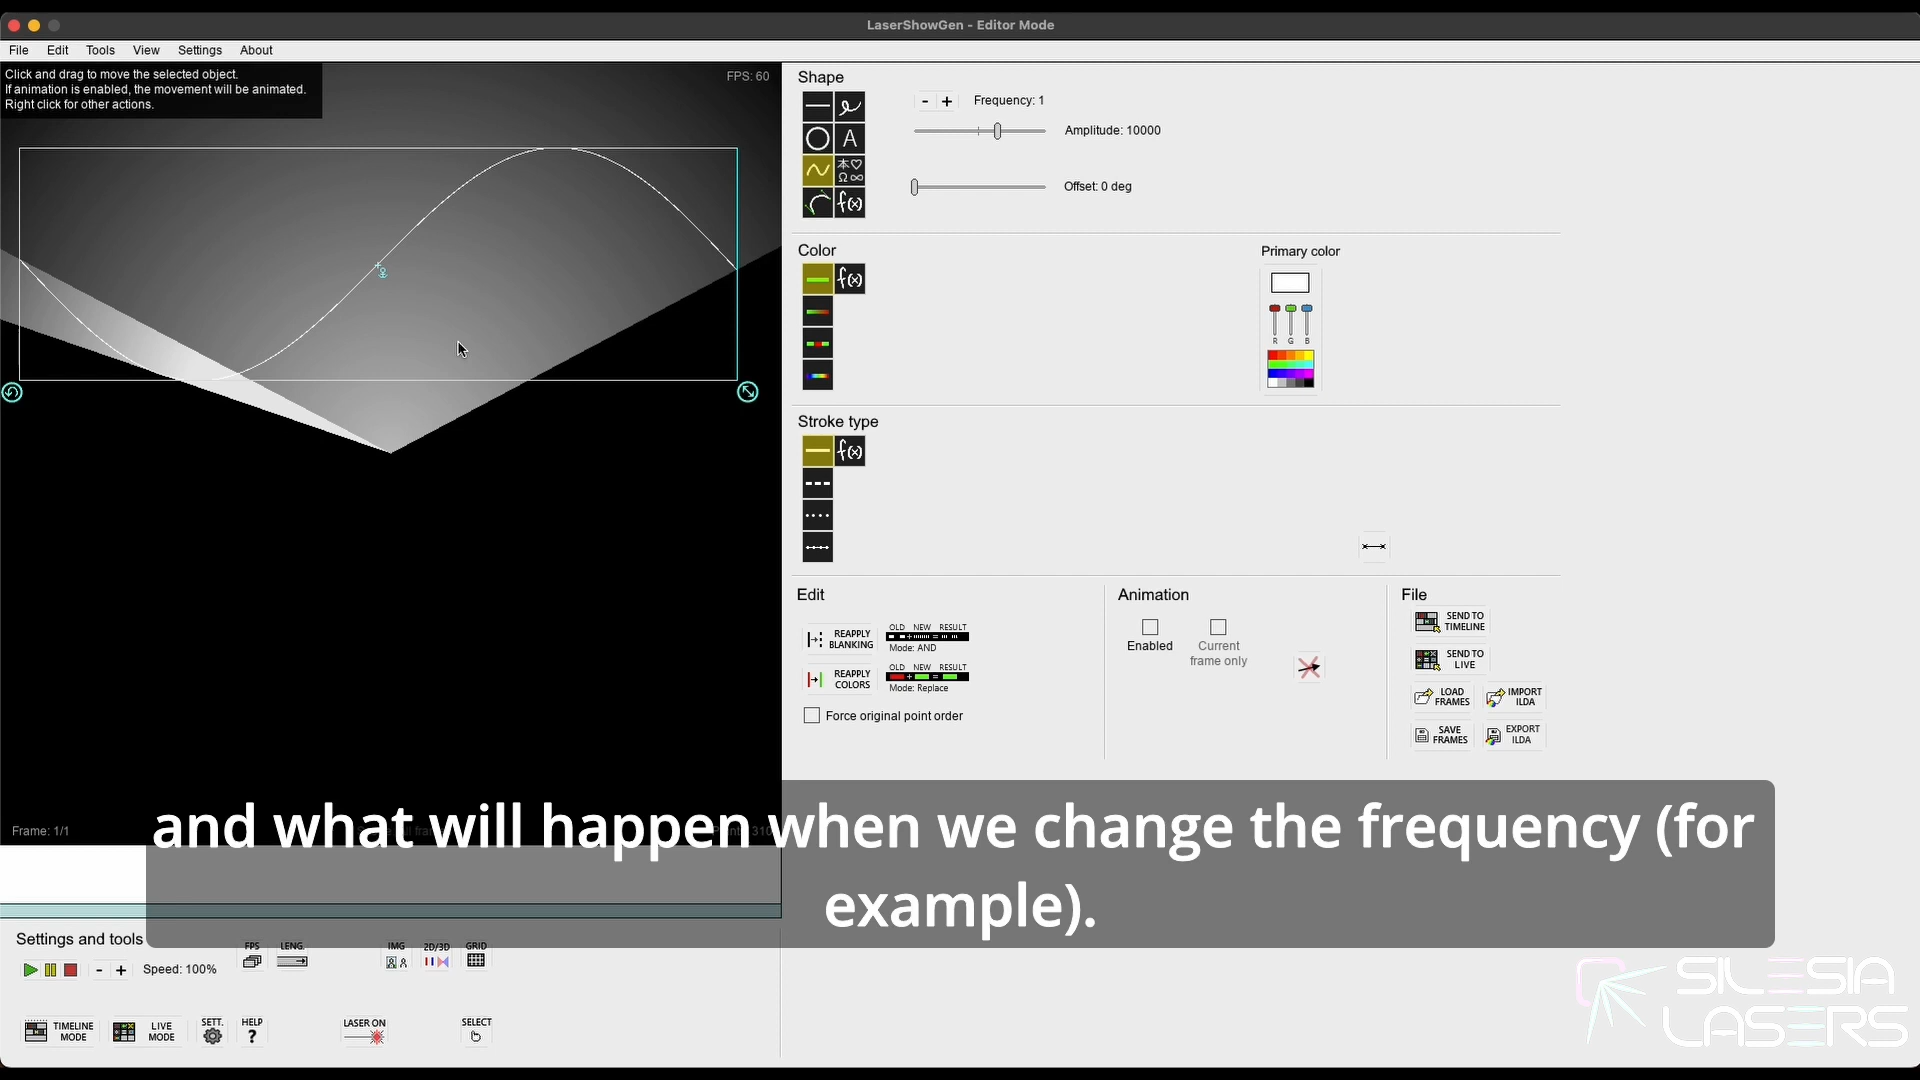 LaserShowGen - Editor Mode
File Edit Tools View Settings About
Click and drag to move the selected object.
If animation is enabled, the movement will be animated.
Right click for other actions.
FPS: 60
Shape
- + Frequency: 1
Amplitude: 10000
Offset: 0 deg
A
本♡
Ω∞
f(x)
Color
f(x)
Primary color
R G B
Stroke type
f(x)
Edit
REAPPLY
BLANKING
OLD NEW RESULT
Mode: AND
REAPPLY
COLORS
OLD NEW RESULT
Mode: Replace
Force original point order
Animation
Enabled
Current
frame only
File
SEND TO
TIMELINE
SEND TO
LIVE
LOAD
FRAMES
IMPORT
ILDA
SAVE
FRAMES
EXPORT
ILDA
Frame: 1/1
and what will happen when we change the frequency (for
example).
Settings and tools
FPS LENG. IMG 2D/3D GRID
- + Speed: 100%
TIMELINE
MODE
LIVE
MODE
SETT.
HELP
?
LASER ON
SELECT
SILESIA
LASERS